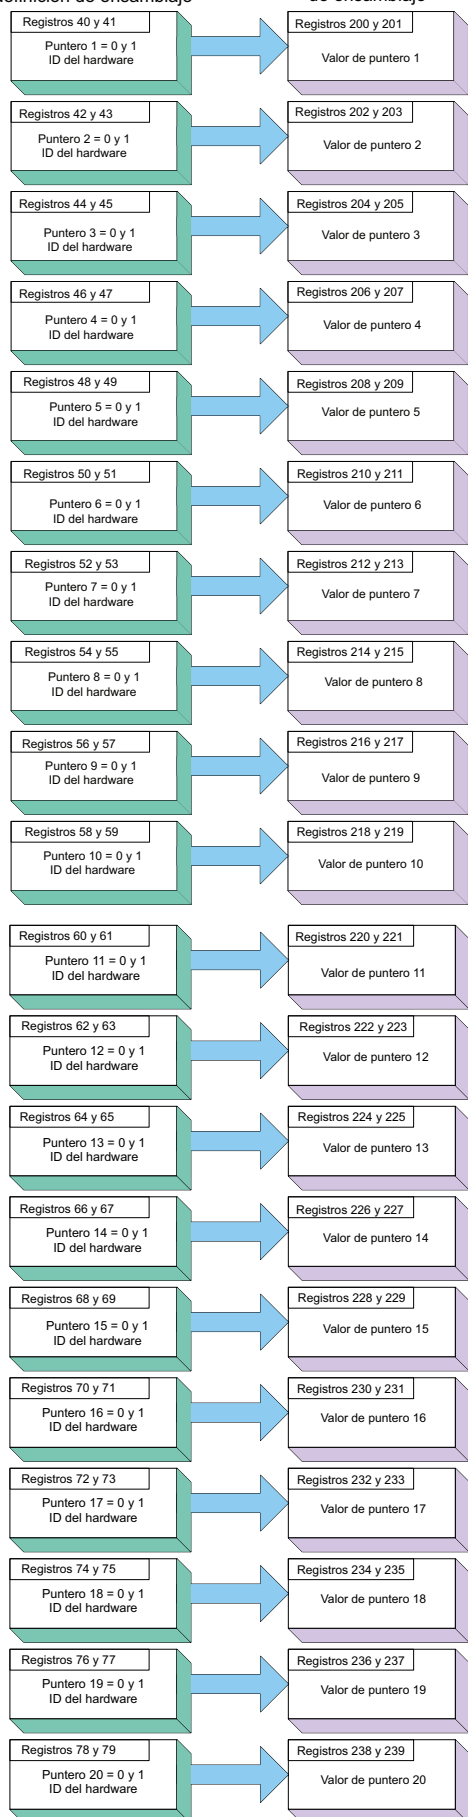 de ensamblaje
Registros 40 y 41
Puntero 1 = 0 y 1
ID del hardware
Registros 200 y 201
Valor de puntero 1
Registros 42 y 43
Puntero 2 = 0 y 1
ID del hardware
Registros 202 y 203
Valor de puntero 2
Registros 44 y 45
Puntero 3 = 0 y 1
ID del hardware
Registros 204 y 205
Valor de puntero 3
Registros 46 y 47
Puntero 4 = 0 y 1
ID del hardware
Registros 206 y 207
Valor de puntero 4
Registros 48 y 49
Puntero 5 = 0 y 1
ID del hardware
Registros 208 y 209
Valor de puntero 5
Registros 50 y 51
Puntero 6 = 0 y 1
ID del hardware
Registros 210 y 211
Valor de puntero 6
Registros 52 y 53
Puntero 7 = 0 y 1
ID del hardware
Registros 212 y 213
Valor de puntero 7
Registros 54 y 55
Puntero 8 = 0 y 1
ID del hardware
Registros 214 y 215
Valor de puntero 8
Registros 56 y 57
Puntero 9 = 0 y 1
ID del hardware
Registros 216 y 217
Valor de puntero 9
Registros 58 y 59
Puntero 10 = 0 y 1
ID del hardware
Registros 218 y 219
Valor de puntero 10
Registros 60 y 61
Puntero 11 = 0 y 1
ID del hardware
Registros 220 y 221
Valor de puntero 11
Registros 62 y 63
Puntero 12 = 0 y 1
ID del hardware
Registros 222 y 223
Valor de puntero 12
Registros 64 y 65
Puntero 13 = 0 y 1
ID del hardware
Registros 224 y 225
Valor de puntero 13
Registros 66 y 67
Puntero 14 = 0 y 1
ID del hardware
Registros 226 y 227
Valor de puntero 14
Registros 68 y 69
Puntero 15 = 0 y 1
ID del hardware
Registros 228 y 229
Valor de puntero 15
Registros 70 y 71
Puntero 16 = 0 y 1
ID del hardware
Registros 230 y 231
Valor de puntero 16
Registros 72 y 73
Puntero 17 = 0 y 1
ID del hardware
Registros 232 y 233
Valor de puntero 17
Registros 74 y 75
Puntero 18 = 0 y 1
ID del hardware
Registros 234 y 235
Valor de puntero 18
Registros 76 y 77
Puntero 19 = 0 y 1
ID del hardware
Registros 236 y 237
Valor de puntero 19
Registros 78 y 79
Puntero 20 = 0 y 1
ID del hardware
Registros 238 y 239
Valor de puntero 20